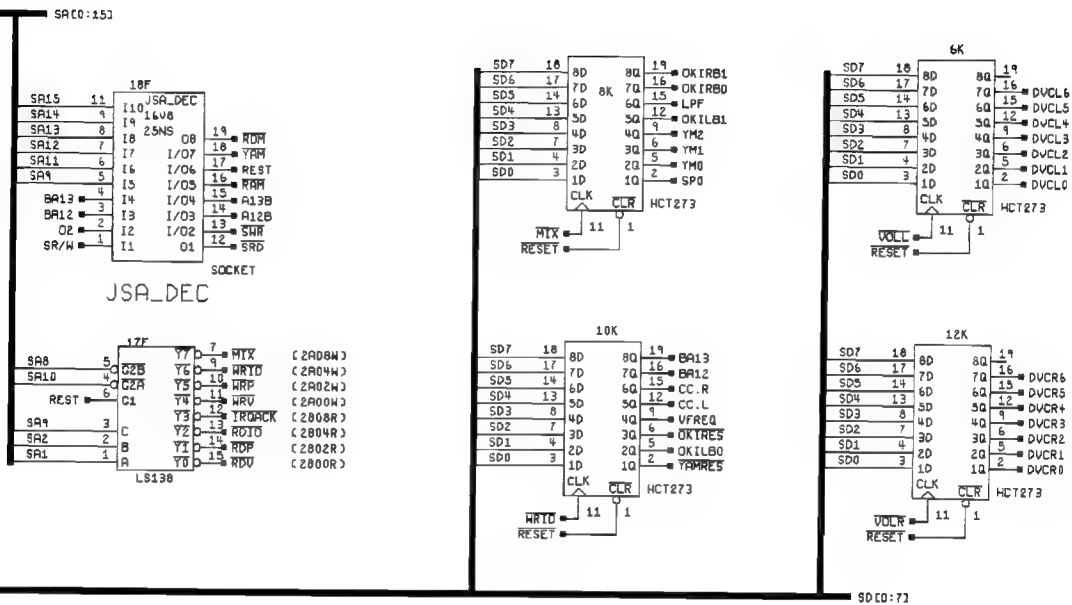 SA[0:15]
18F
JSA_DEC
16V8
25NS
SA15 11 I10
SA14 9 I9
SA13 8 I8 O8 19 ROM
SA12 7 I7 I/O7 18 YAM
SA11 6 I6 I/O6 17 REST
SA9 5 I5 I/O5 16 RAM
BA13 4 I4 I/O4 15 A13B
BA12 3 I3 I/O3 14 A12B
O2 2 I2 I/O2 13 SWR
SR/W 1 I1 O1 12 SRD
SOCKET
JSA_DEC
17F
Y7 7 MIX
SA8 5 G2B Y6 9 WRIO
SA10 4 G2A Y5 10 WRP [2A02W]
REST 6 G1 Y4 11 WRV [2A00W]
Y3 12 IRQACK
SA9 3 C Y2 13 RDIO [2804R]
SA2 2 B Y1 14 RDP [2802R]
SA1 1 A Y0 15 RDV [2800R]
LS138
[2A04W]
8K
SD7 18 8D 8Q 19 OKIRB1
SD6 17 7D 7Q 16 OKIRB0
SD5 14 6D 6Q 15 LPF
SD4 13 5D 5Q 12 OKILB1
SD3 8 4D 4Q 9 YM2
SD2 7 3D 3Q 6 YM1
SD1 4 2D 2Q 5 YM0
SD0 3 1D 1Q 2 SP0
CLK CLR HCT273
MIX 11 1
RESET
6K
SD7 18 8D 8Q 19
SD6 17 7D 7Q 16 DVCL6
SD5 14 6D 6Q 15 DVCL5
SD4 13 5D 5Q 12 DVCL4
SD3 8 4D 4Q 9 DVCL3
SD2 7 3D 3Q 6 DVCL2
SD1 4 2D 2Q 5 DVCL1
SD0 3 1D 1Q 2 DVCL0
CLK CLR HCT273
VOLL 11 1
RESET
10K
SD7 18 8D 8Q 19 BA13
SD6 17 7D 7Q 16 BA12
SD5 14 6D 6Q 15 CC.R
SD4 13 5D 5Q 12 CC.L
SD3 8 4D 4Q 9 VFREQ
SD2 7 3D 3Q 6 OKIRES
SD1 4 2D 2Q 5 OKILB0
SD0 3 1D 1Q 2 YAMRES
CLK CLR HCT273
WRIO 11 1
RESET
12K
SD7 18 8D 8Q 19
SD6 17 7D 7Q 16 DVCR6
SD5 14 6D 6Q 15 DVCR5
SD4 13 5D 5Q 12 DVCR4
SD3 8 4D 4Q 9 DVCR3
SD2 7 3D 3Q 6 DVCR2
SD1 4 2D 2Q 5 DVCR1
SD0 3 1D 1Q 2 DVCR0
CLK CLR HCT273
VOLR 11 1
RESET
SD[0:7]